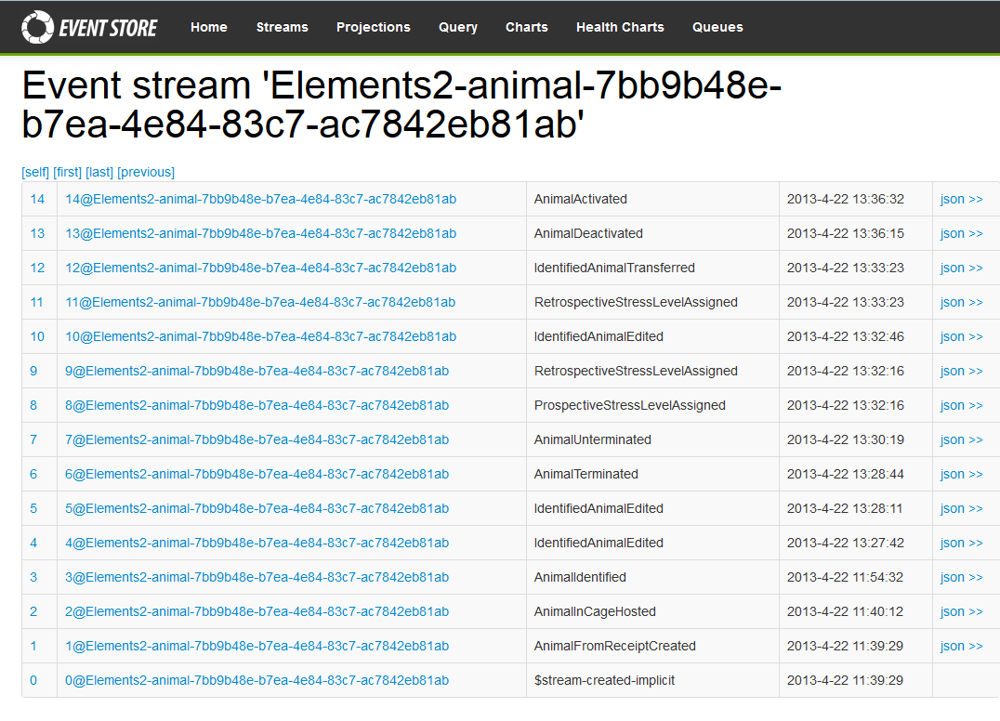 EVENT STORE Home Streams Projections Query Charts Health Charts Queues
Event stream 'Elements2-animal-7bb9b48e-
b7ea-4e84-83c7-ac7842eb81ab'
[self] [first] [last] [previous]
14 14@Elements2-animal-7bb9b48e-b7ea-4e84-83c7-ac7842eb81ab AnimalActivated 2013-4-22 13:36:32 json >>
13 13@Elements2-animal-7bb9b48e-b7ea-4e84-83c7-ac7842eb81ab AnimalDeactivated 2013-4-22 13:36:15 json >>
12 12@Elements2-animal-7bb9b48e-b7ea-4e84-83c7-ac7842eb81ab IdentifiedAnimalTransferred 2013-4-22 13:33:23 json >>
11 11@Elements2-animal-7bb9b48e-b7ea-4e84-83c7-ac7842eb81ab RetrospectiveStressLevelAssigned 2013-4-22 13:33:23 json >>
10 10@Elements2-animal-7bb9b48e-b7ea-4e84-83c7-ac7842eb81ab IdentifiedAnimalEdited 2013-4-22 13:32:46 json >>
9 9@Elements2-animal-7bb9b48e-b7ea-4e84-83c7-ac7842eb81ab RetrospectiveStressLevelAssigned 2013-4-22 13:32:16 json >>
8 8@Elements2-animal-7bb9b48e-b7ea-4e84-83c7-ac7842eb81ab ProspectiveStressLevelAssigned 2013-4-22 13:32:16 json >>
7 7@Elements2-animal-7bb9b48e-b7ea-4e84-83c7-ac7842eb81ab AnimalUnterminated 2013-4-22 13:30:19 json >>
6 6@Elements2-animal-7bb9b48e-b7ea-4e84-83c7-ac7842eb81ab AnimalTerminated 2013-4-22 13:28:44 json >>
5 5@Elements2-animal-7bb9b48e-b7ea-4e84-83c7-ac7842eb81ab IdentifiedAnimalEdited 2013-4-22 13:28:11 json >>
4 4@Elements2-animal-7bb9b48e-b7ea-4e84-83c7-ac7842eb81ab IdentifiedAnimalEdited 2013-4-22 13:27:42 json >>
3 3@Elements2-animal-7bb9b48e-b7ea-4e84-83c7-ac7842eb81ab AnimalIdentified 2013-4-22 11:54:32 json >>
2 2@Elements2-animal-7bb9b48e-b7ea-4e84-83c7-ac7842eb81ab AnimalInCageHosted 2013-4-22 11:40:12 json >>
1 1@Elements2-animal-7bb9b48e-b7ea-4e84-83c7-ac7842eb81ab AnimalFromReceiptCreated 2013-4-22 11:39:29 json >>
0 0@Elements2-animal-7bb9b48e-b7ea-4e84-83c7-ac7842eb81ab $stream-created-implicit 2013-4-22 11:39:29